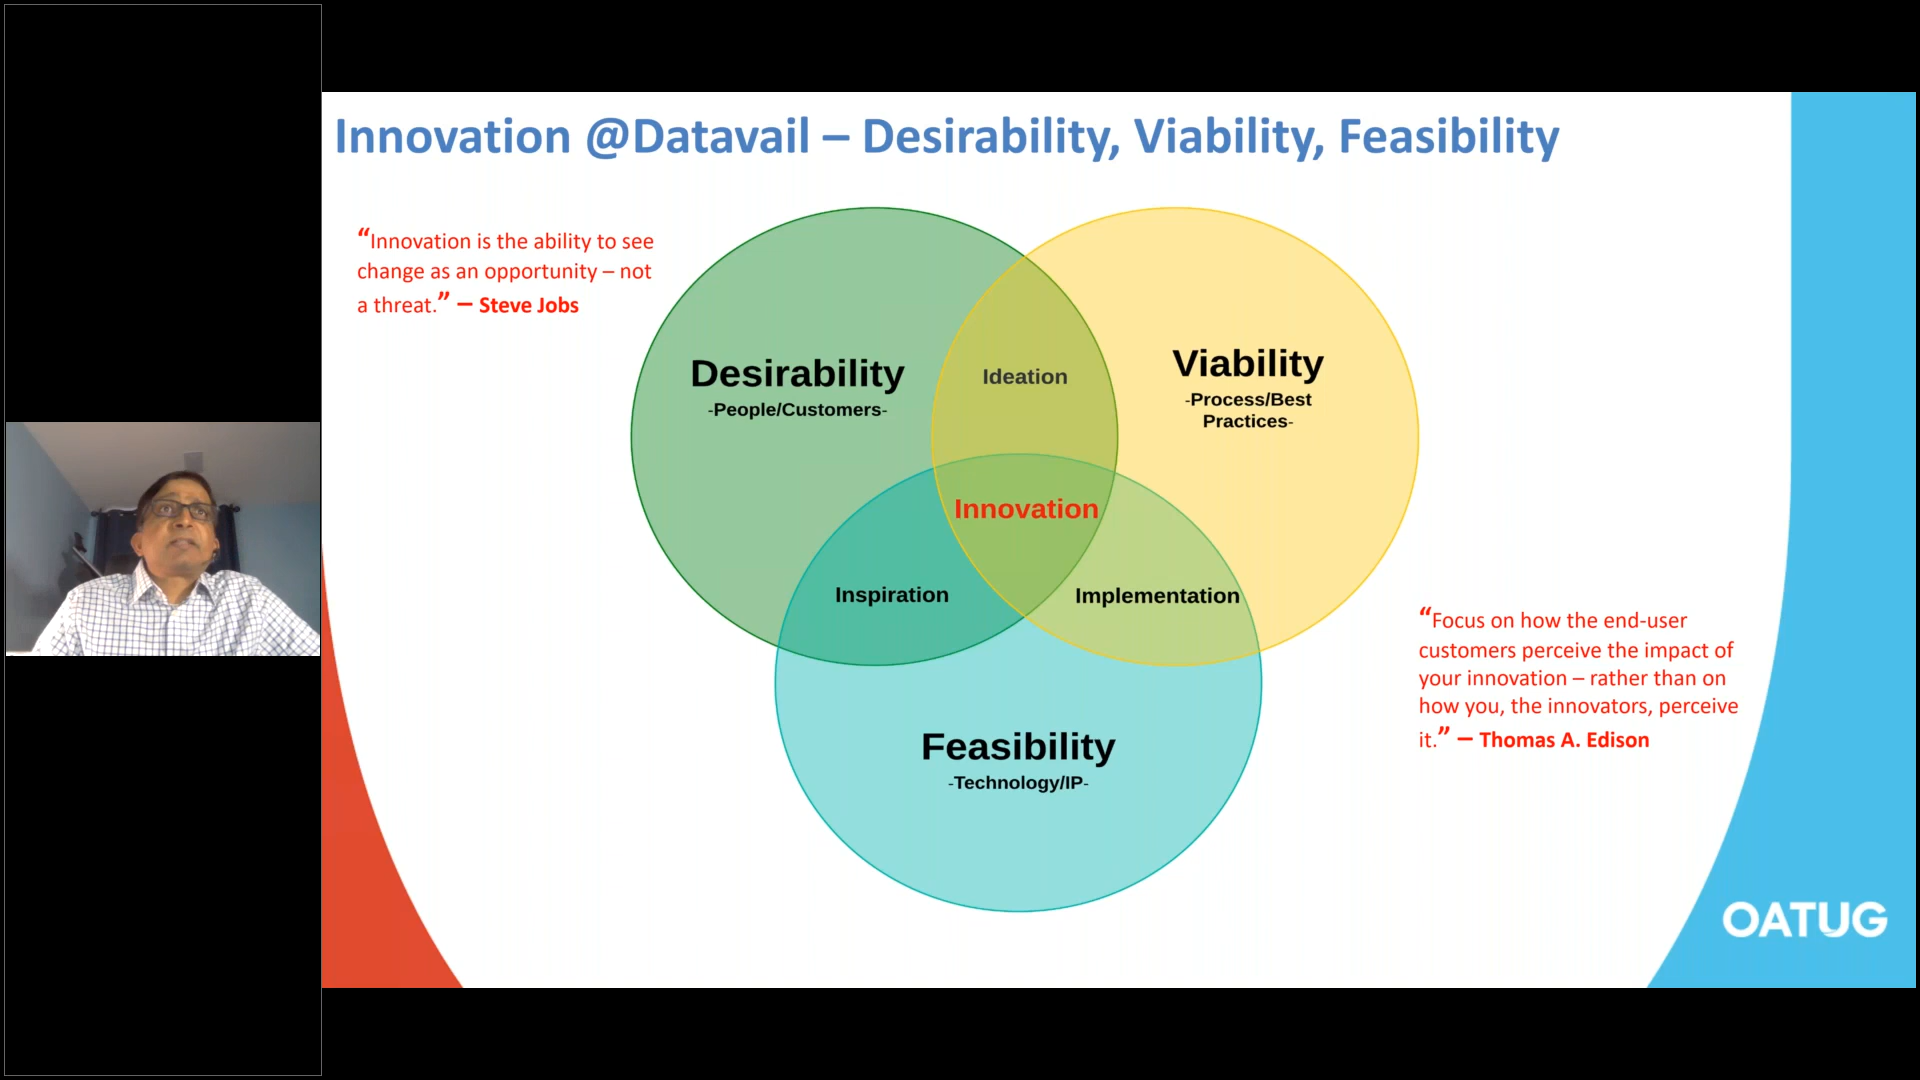 Innovation @Datavail – Desirability, Viability, Feasibility
“Innovation is the ability to see
change as an opportunity – not
a threat.” – Steve Jobs
Desirability
-People/Customers-
Ideation
Viability
-Process/Best
Practices-
Innovation
Inspiration
Implementation
Feasibility
-Technology/IP-
“Focus on how the end-user
customers perceive the impact of
your innovation – rather than on
how you, the innovators, perceive
it.” – Thomas A. Edison
OATUG